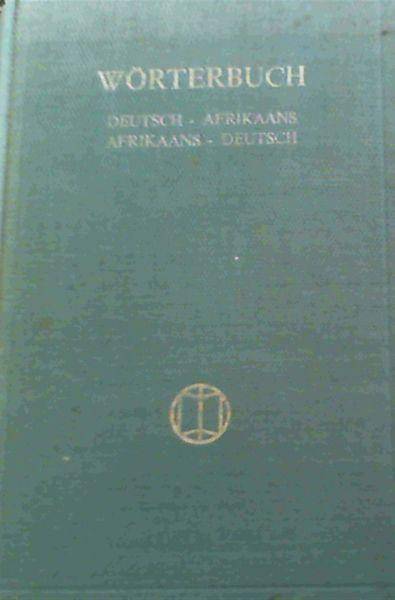 WÖRTERBUCH
DEUTSCH - AFRIKAANS
AFRIKAANS - DEUTSCH